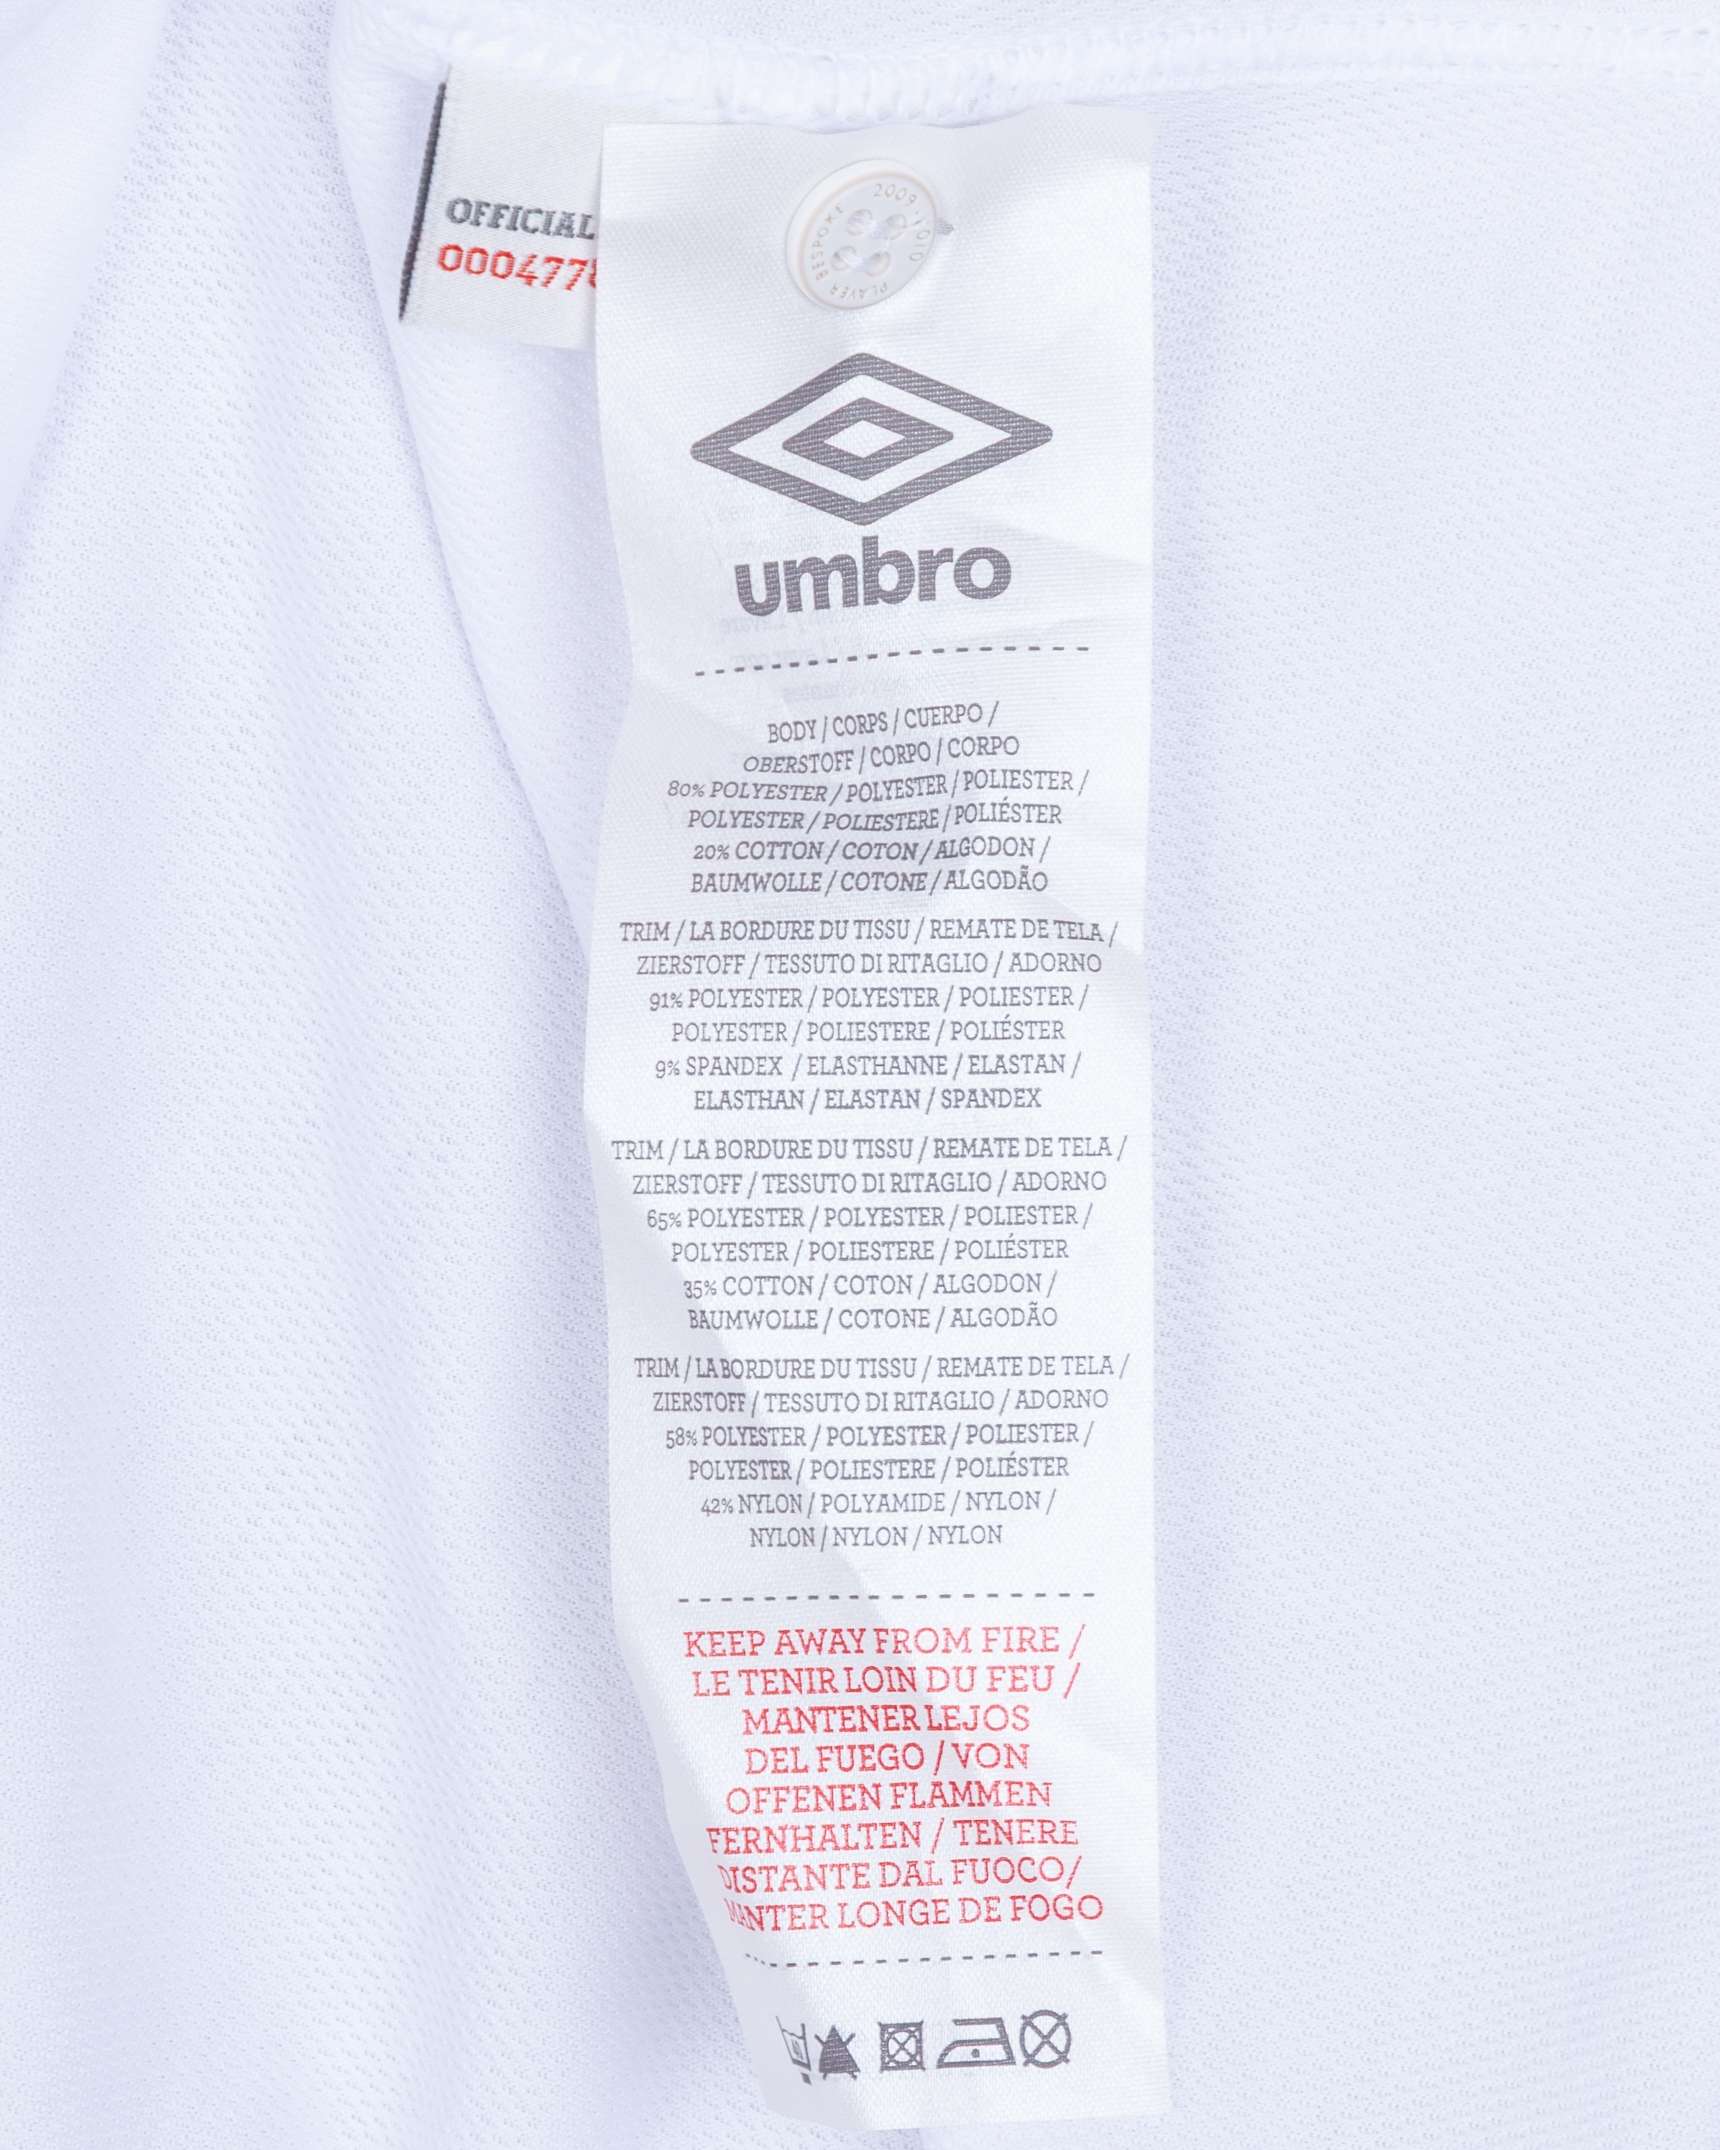 OFFICIAL
000477
2009-1010 PLAYER BESPOKE
umbro
BODY / CORPS / CUERPO /
OBERSTOFF / CORPO / CORPO
80% POLYESTER / POLYESTER / POLIESTER /
POLYESTER / POLIESTERE / POLIÉSTER
20% COTTON / COTON / ALGODON /
BAUMWOLLE / COTONE / ALGODÃO
TRIM / LA BORDURE DU TISSU / REMATE DE TELA /
ZIERSTOFF / TESSUTO DI RITAGLIO / ADORNO
91% POLYESTER / POLYESTER / POLIESTER /
POLYESTER / POLIESTERE / POLIÉSTER
9% SPANDEX / ELASTHANNE / ELASTAN /
ELASTHAN / ELASTAN / SPANDEX
TRIM / LA BORDURE DU TISSU / REMATE DE TELA /
ZIERSTOFF / TESSUTO DI RITAGLIO / ADORNO
65% POLYESTER / POLYESTER / POLIESTER /
POLYESTER / POLIESTERE / POLIÉSTER
35% COTTON / COTON / ALGODON /
BAUMWOLLE / COTONE / ALGODÃO
TRIM / LA BORDURE DU TISSU / REMATE DE TELA /
ZIERSTOFF / TESSUTO DI RITAGLIO / ADORNO
58% POLYESTER / POLYESTER / POLIESTER /
POLYESTER / POLIESTERE / POLIÉSTER
42% NYLON / POLYAMIDE / NYLON /
NYLON / NYLON / NYLON
KEEP AWAY FROM FIRE /
LE TENIR LOIN DU FEU /
MANTENER LEJOS
DEL FUEGO / VON
OFFENEN FLAMMEN
FERNHALTEN / TENERE
DISTANTE DAL FUOCO/
MANTER LONGE DE FOGO